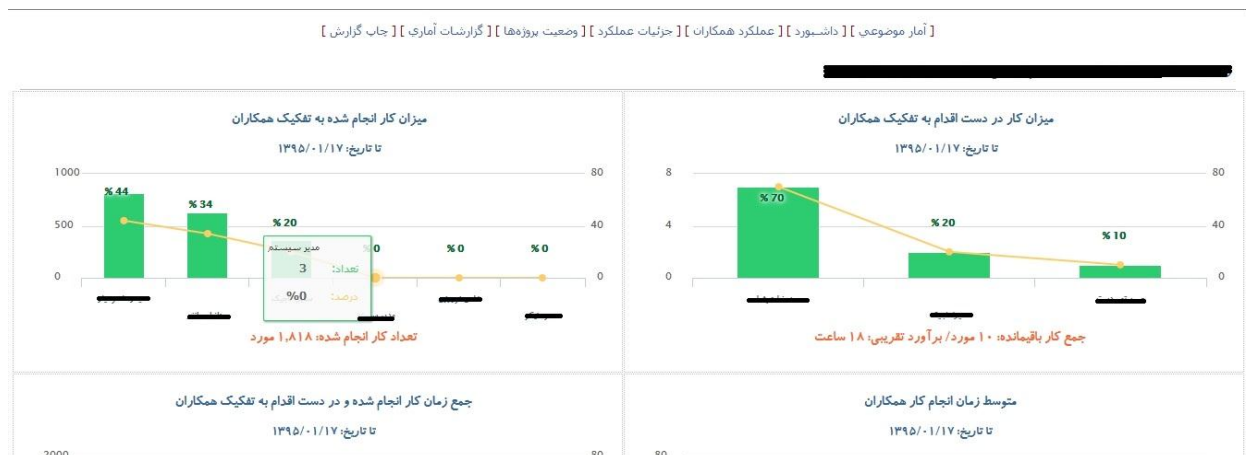 [ آمار موضوعي ] [ داشبورد ] [ عملکرد همکاران ] [ جزئيات عملکرد ] [ وضعيت پروژه‌ها ] [ گزارشات آماري ] [ چاپ گزارش ]
ميزان کار در دست اقدام به تفکيک همکاران
تا تاريخ: ۱۳۹۵/۰۱/۱۷
8 80
% 70
4 40
% 20
% 10
0 0
جمع کار باقيمانده: ۱۰ مورد/ برآورد تقريبی: ۱۸ ساعت
ميزان کار انجام شده به تفکيک همکاران
تا تاريخ: ۱۳۹۵/۰۱/۱۷
1000 80
% 44
% 34
500 40
% 20
% 0
% 0
% 0
0 0
مدير سيستم
تعداد: 3
درصد: %0
تعداد کار انجام شده: ۱,۸۱۸ مورد
متوسط زمان انجام کار همکاران
تا تاريخ: ۱۳۹۵/۰۱/۱۷
80
جمع زمان کار انجام شده و در دست اقدام به تفکيک همکاران
تا تاريخ: ۱۳۹۵/۰۱/۱۷
2000 80